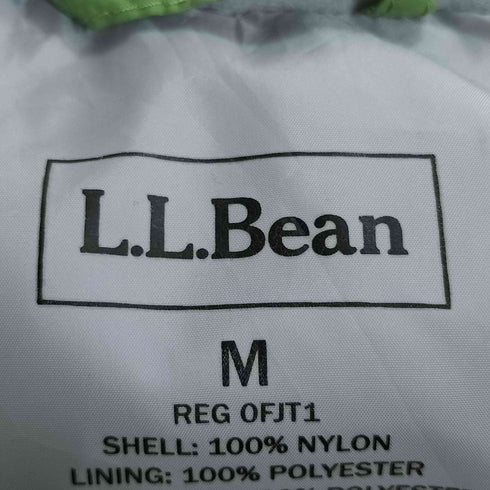 L.L.Bean
M
REG 0FJT1
SHELL: 100% NYLON
LINING: 100% POLYESTER